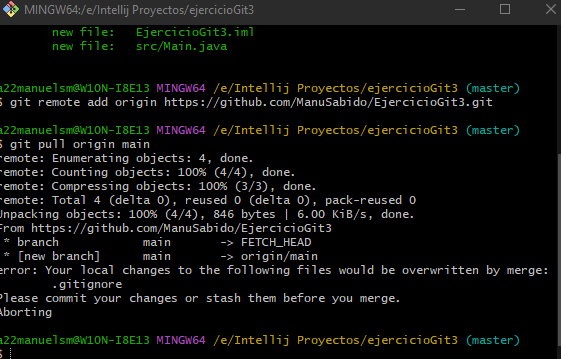 MINGW64:/e/Intellij Proyectos/ejercicioGit3
new file:   EjercicioGit3.iml
new file:   src/Main.java
a22manuelsm@W10N-I8E13 MINGW64 /e/Intellij Proyectos/ejercicioGit3 (master)
$ git remote add origin https://github.com/ManuSabido/EjercicioGit3.git
a22manuelsm@W10N-I8E13 MINGW64 /e/Intellij Proyectos/ejercicioGit3 (master)
$ git pull origin main
remote: Enumerating objects: 4, done.
remote: Counting objects: 100% (4/4), done.
remote: Compressing objects: 100% (3/3), done.
remote: Total 4 (delta 0), reused 0 (delta 0), pack-reused 0
Unpacking objects: 100% (4/4), 846 bytes | 6.00 KiB/s, done.
From https://github.com/ManuSabido/EjercicioGit3
 * branch            main       -> FETCH_HEAD
 * [new branch]      main       -> origin/main
error: Your local changes to the following files would be overwritten by merge:
        .gitignore
Please commit your changes or stash them before you merge.
Aborting
a22manuelsm@W10N-I8E13 MINGW64 /e/Intellij Proyectos/ejercicioGit3 (master)
$